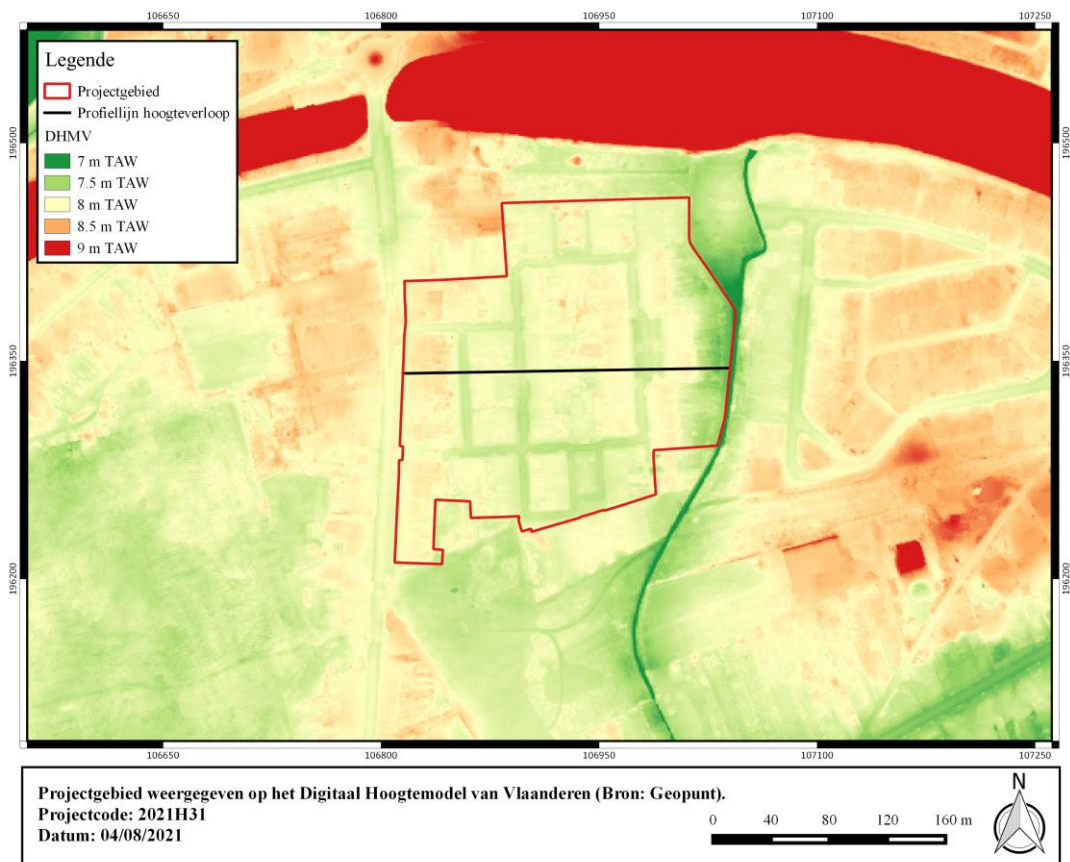 106650 106800 106950 107100 107250
Legende
Projectgebied
Profiellijn hoogteverloop
DHMV
7 m TAW
7.5 m TAW
8 m TAW
8.5 m TAW
9 m TAW
196500 196500
196350 196350
196200 196200
106650 106800 106950 107100 107250
Projectgebied weergegeven op het Digitaal Hoogtemodel van Vlaanderen (Bron: Geopunt).
Projectcode: 2021H31
Datum: 04/08/2021
0 40 80 120 160 m
N